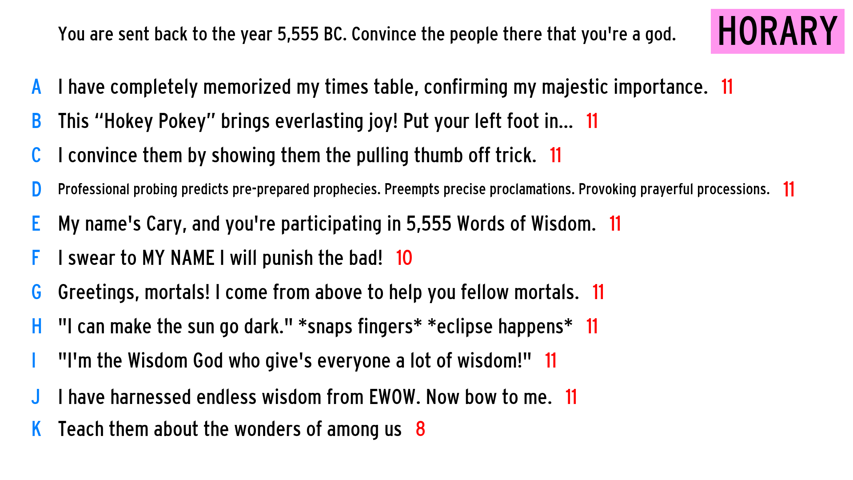 You are sent back to the year 5,555 BC. Convince the people there that you're a god.
HORARY
A I have completely memorized my times table, confirming my majestic importance. 11
B This “Hokey Pokey” brings everlasting joy! Put your left foot in... 11
C I convince them by showing them the pulling thumb off trick. 11
D Professional probing predicts pre-prepared prophecies. Preempts precise proclamations. Provoking prayerful processions. 11
E My name's Cary, and you're participating in 5,555 Words of Wisdom. 11
F I swear to MY NAME I will punish the bad! 10
G Greetings, mortals! I come from above to help you fellow mortals. 11
H "I can make the sun go dark." *snaps fingers* *eclipse happens* 11
I "I'm the Wisdom God who give's everyone a lot of wisdom!" 11
J I have harnessed endless wisdom from EWOW. Now bow to me. 11
K Teach them about the wonders of among us 8